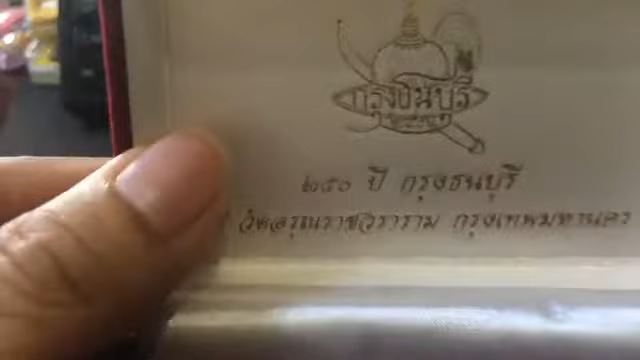 กรุงธนบุรี
๒๕๐ ปี กรุงธนบุรี
วัดอรุณราชวราราม กรุงเทพมหานคร